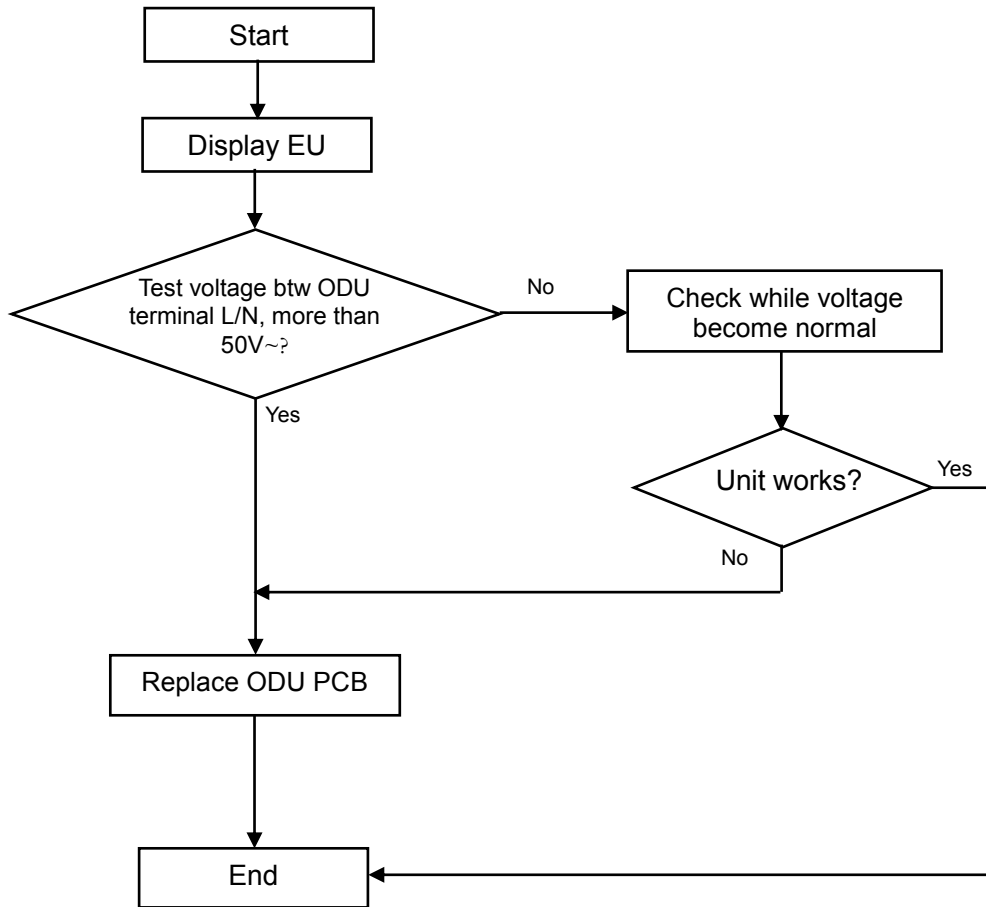 Start
Display EU
Test voltage btw ODU
terminal L/N, more than
50V~?
No
Check while voltage
become normal
Yes
Unit works?
Yes
No
Replace ODU PCB
End